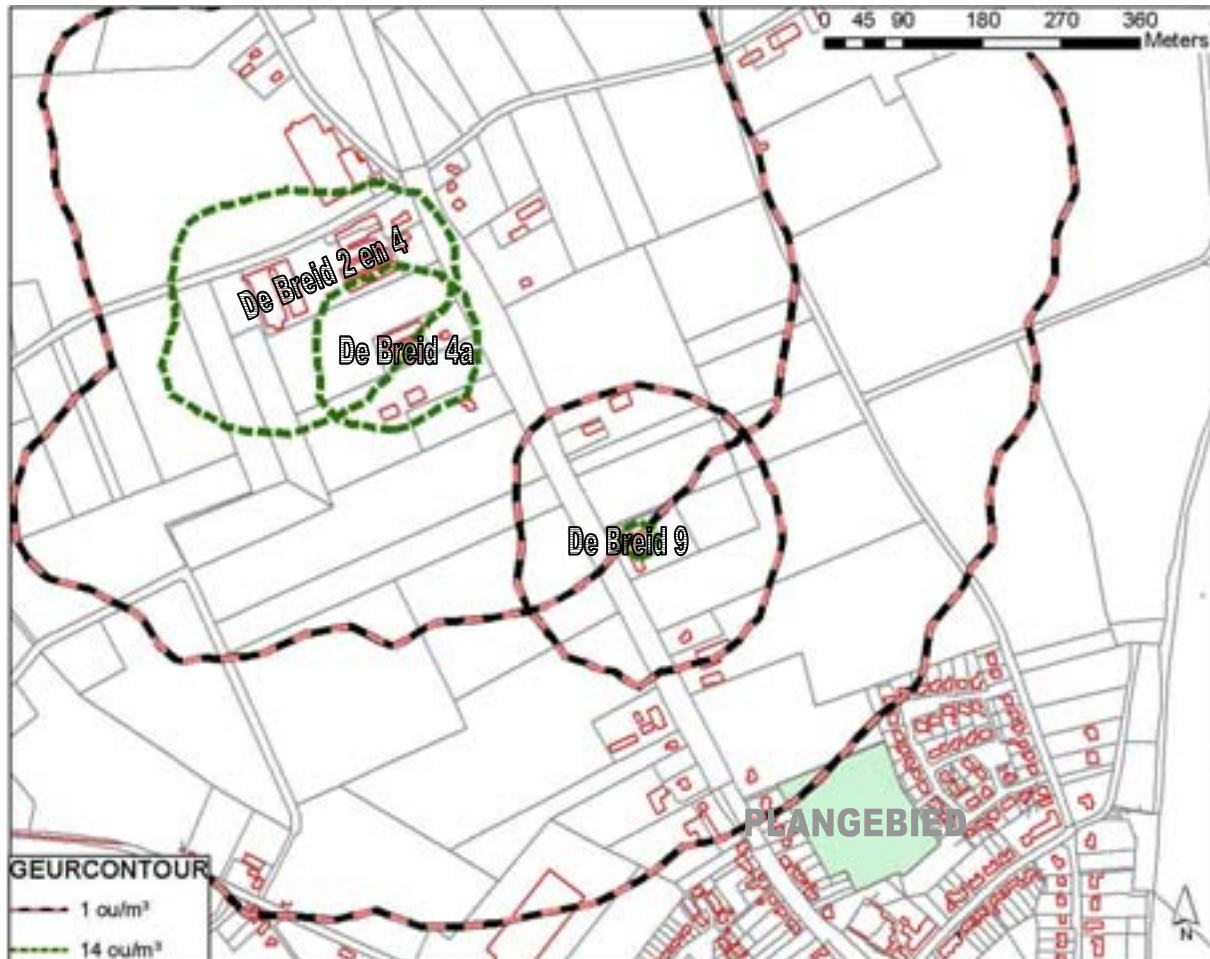 0 45 90 180 270 360
Meters
De Breid 2 en 4
De Breid 4a
De Breid 9
PLANGEBIED
GEURCONTOUR
1 ou/m³
14 ou/m³
N